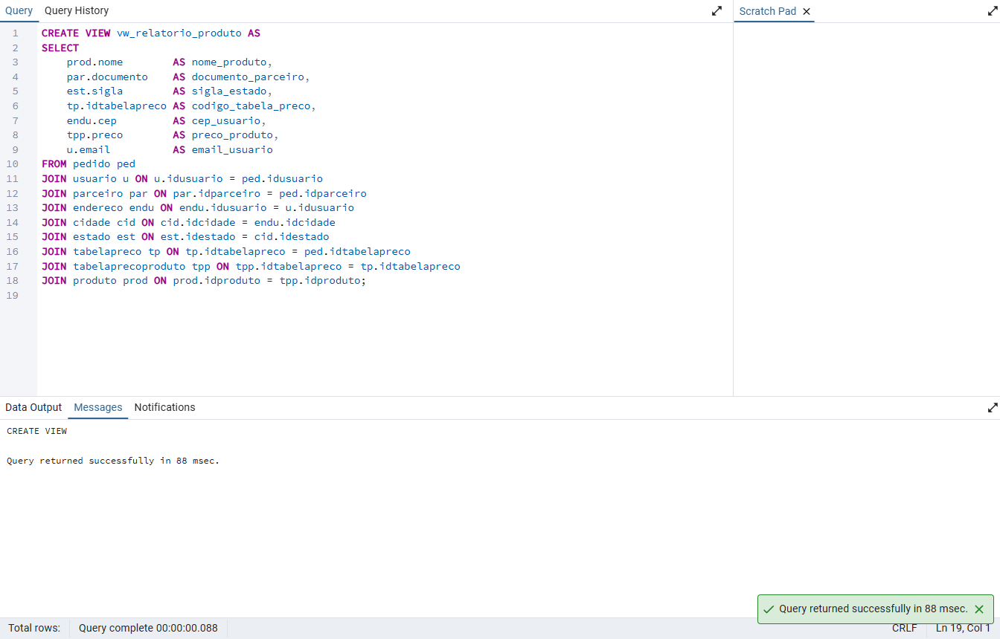 Query Query History
Scratch Pad
1 CREATE VIEW vw_relatorio_produto AS
2 SELECT
3 prod.nome AS nome_produto,
4 par.documento AS documento_parceiro,
5 est.sigla AS sigla_estado,
6 tp.idtabelapreco AS codigo_tabela_preco,
7 endu.cep AS cep_usuario,
8 tpp.preco AS preco_produto,
9 u.email AS email_usuario
10 FROM pedido ped
11 JOIN usuario u ON u.idusuario = ped.idusuario
12 JOIN parceiro par ON par.idparceiro = ped.idparceiro
13 JOIN endereco endu ON endu.idusuario = u.idusuario
14 JOIN cidade cid ON cid.idcidade = endu.idcidade
15 JOIN estado est ON est.idestado = cid.idestado
16 JOIN tabelapreco tp ON tp.idtabelapreco = ped.idtabelapreco
17 JOIN tabelaprecoproduto tpp ON tpp.idtabelapreco = tp.idtabelapreco
18 JOIN produto prod ON prod.idproduto = tpp.idproduto;
19
Data Output Messages Notifications
CREATE VIEW
Query returned successfully in 88 msec.
Query returned successfully in 88 msec.
Total rows: Query complete 00:00:00.088 CRLF Ln 19, Col 1